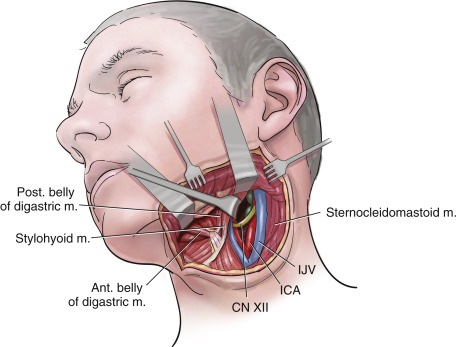 Post. belly
of digastric m.
Stylohyoid m.
Ant. belly
of digastric m.
Sternocleidomastoid m.
IJV
ICA
CN XII